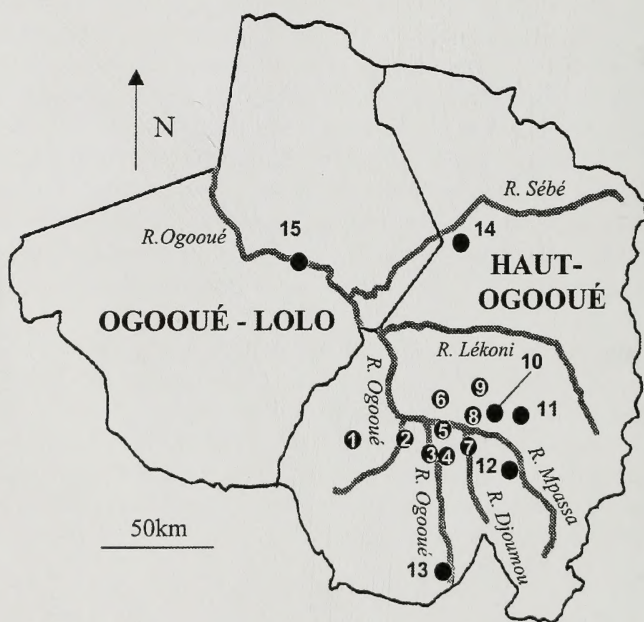 N
R. Sébé
R.Ogooué
15
14
HAUT-
OGOOUÉ
OGOOUÉ - LOLO
R. Lékoni
10
R. Ogooué
9
6
8
11
1
2
5
3
4
7
12
R. Mpassa
R. Ogooué
R. Djoumou
50km
13